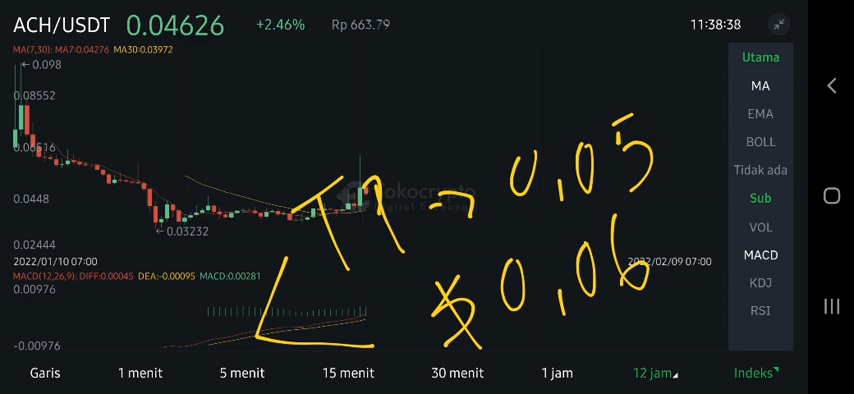 ACH/USDT 0.04626 +2.46% Rp 663.79 11:38:38
MA(7,30): MA7:0.04276 MA30:0.03972
Utama
← 0.098
MA
0.08552
EMA
BOLL
0.06516
0,05
Tidak ada
tokocrypto
0.0448
Sub
← 0.03232
VOL
0.02444
0,06
2022/01/10 07:00 2022/02/09 07:00
MACD
MACD(12,26,9): DIFF:0.00045 DEA:-0.00095 MACD:0.00281
0.00976
KDJ
RSI
-0.00976
Garis 1 menit 5 menit 15 menit 30 menit 1 jam 12 jam Indeks